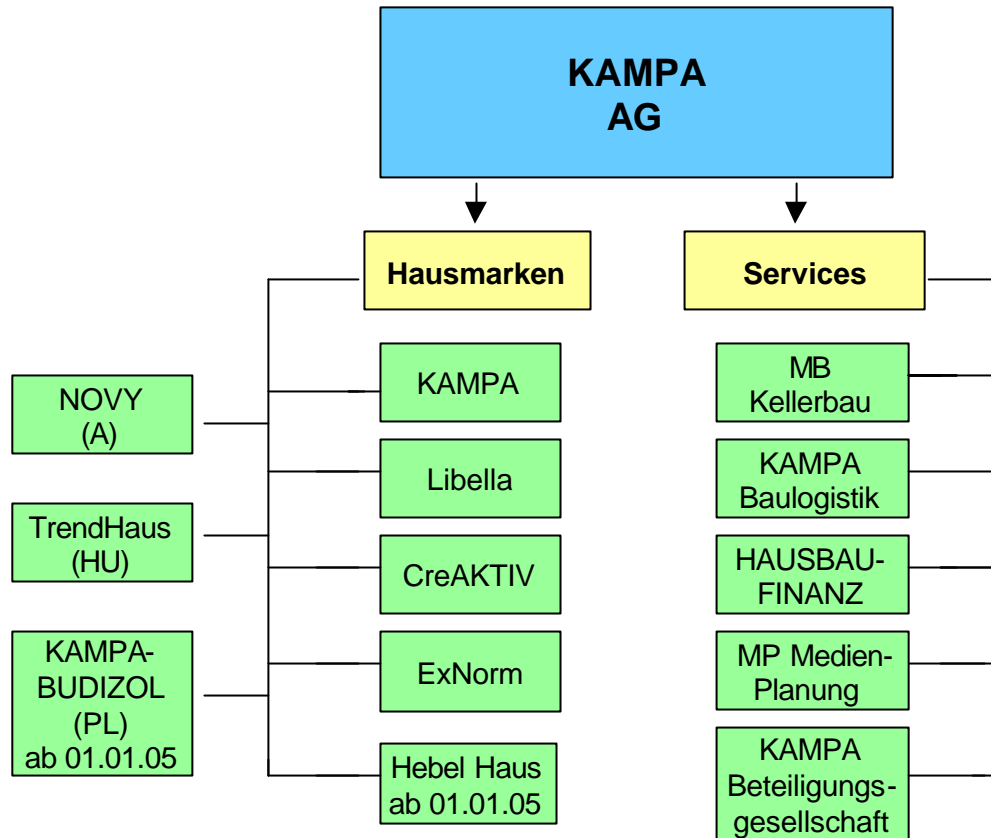 KAMPA
AG
Hausmarken
Services
NOVY
(A)
TrendHaus
(HU)
KAMPA-
BUDIZOL
(PL)
ab 01.01.05
KAMPA
Libella
CreAKTIV
ExNorm
Hebel Haus
ab 01.01.05
MB
Kellerbau
KAMPA
Baulogistik
HAUSBAU-
FINANZ
MP Medien-
Planung
KAMPA
Beteiligungs-
gesellschaft